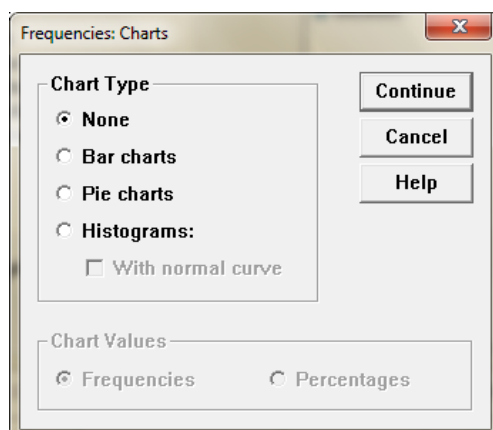 Frequencies: Charts
Chart Type
None
Bar charts
Pie charts
Histograms:
With normal curve
Continue
Cancel
Help
Chart Values
Frequencies Percentages